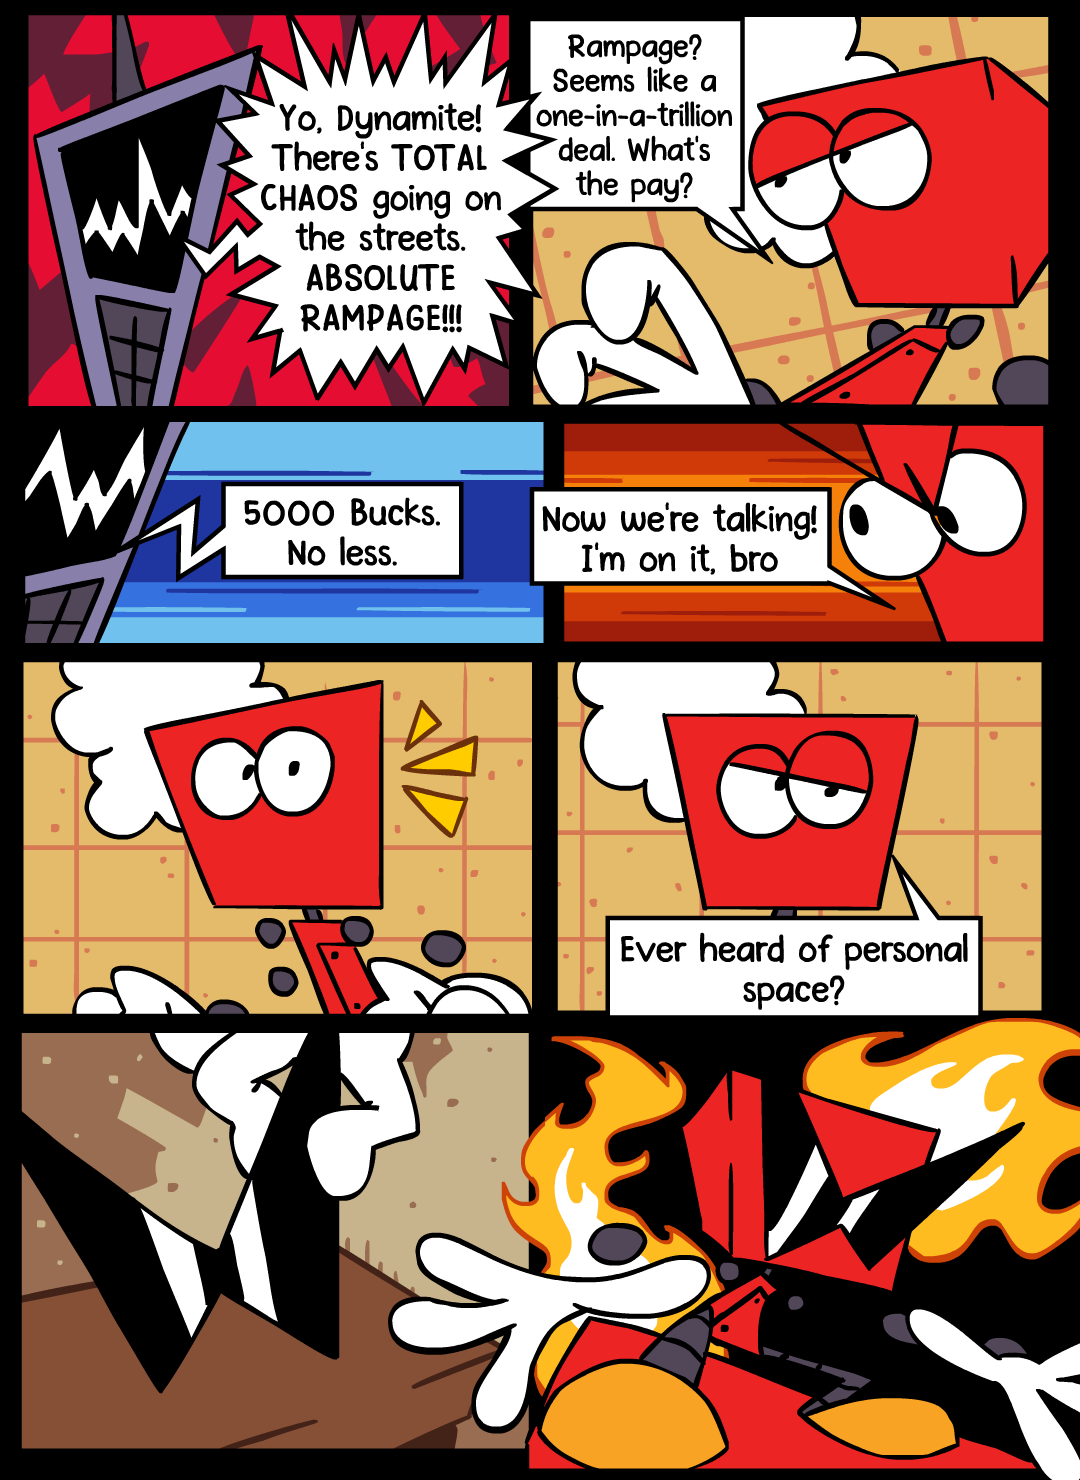 Yo, Dynamite!
There's TOTAL
CHAOS going on
the streets.
ABSOLUTE
RAMPAGE!!!
Rampage?
Seems like a
one-in-a-trillion
deal. What's
the pay?
5000 Bucks.
No less.
Now we're talking!
I'm on it, bro
Ever heard of personal
space?